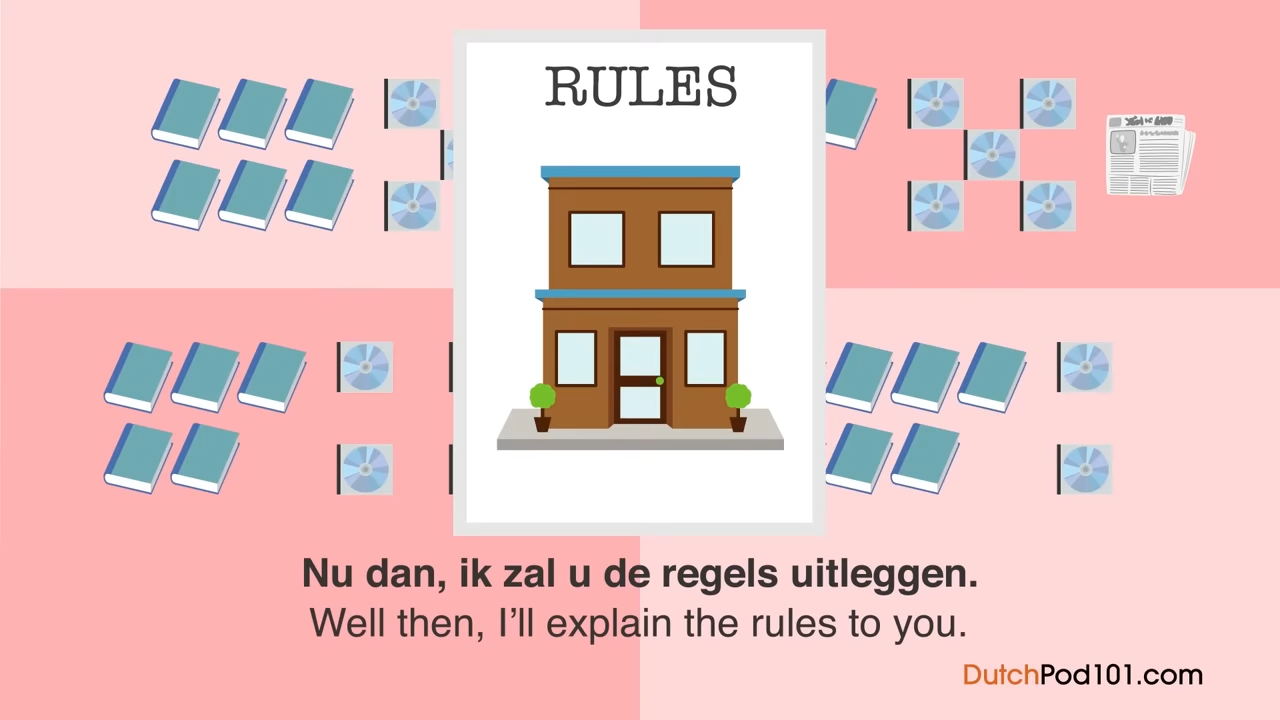 RULES
Nu dan, ik zal u de regels uitleggen.
Well then, I’ll explain the rules to you.
DutchPod101.com